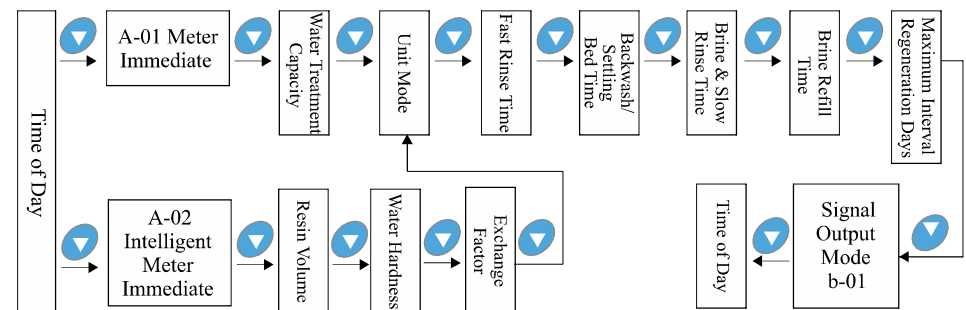 Time of Day
A-01 Meter
Immediate
Water Treatment
Capacity
Unit Mode
Fast Rinse Time
Backwash/
Settling
Bed Time
Brine & Slow
Rinse Time
Brine Refill
Time
Maximum Interval
Regeneration Days
A-02
Intelligent
Meter
Immediate
Resin Volume
Water Hardness
Exchange
Factor
Signal
Output
Mode
b-01
Time of Day